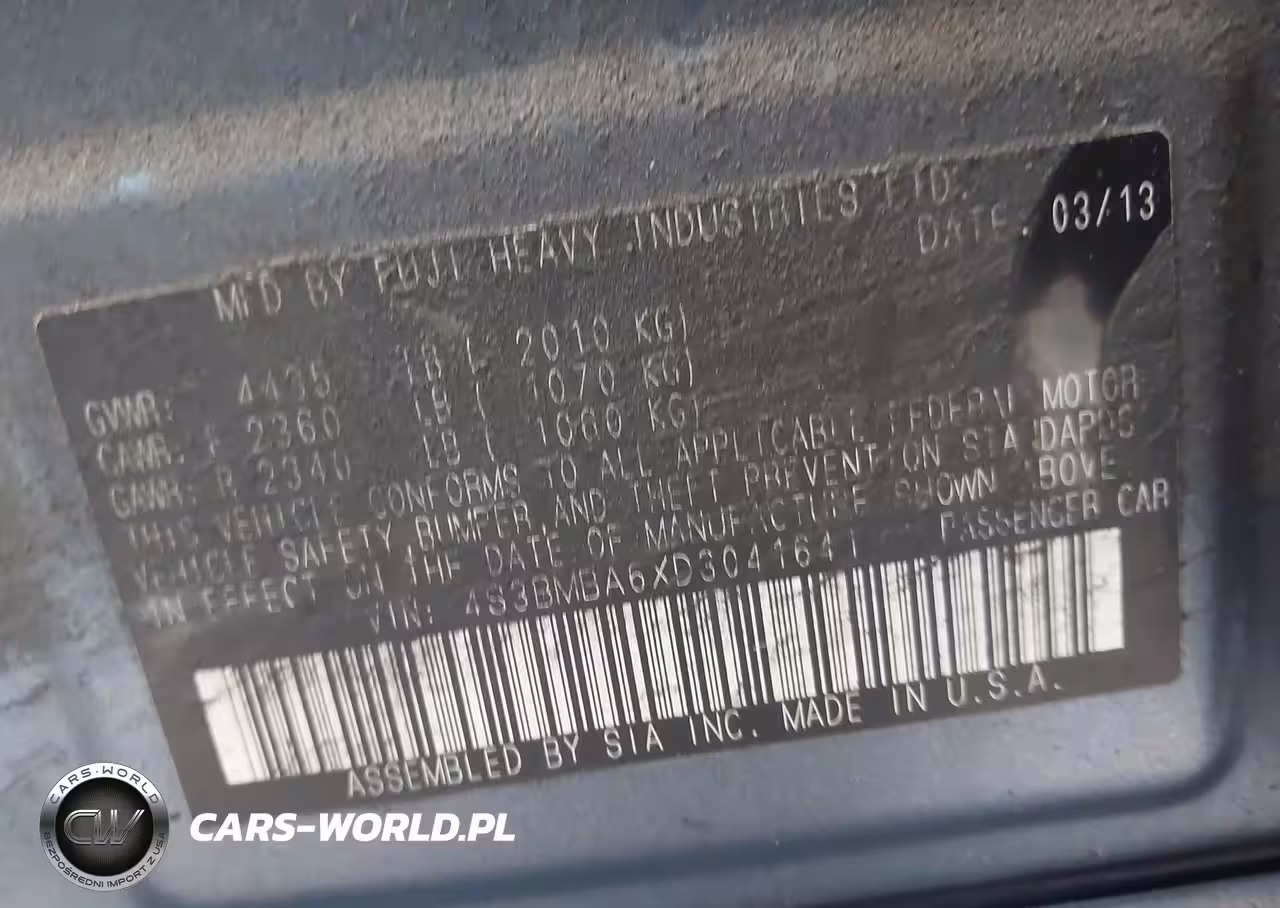 MFD BY FUJI HEAVY INDUSTRIES LTD.
DATE. 03/13
GVWR: 4435 LB ( 2010 KG)
GAWR: F 2360 LB ( 1070 KG)
GAWR: R 2340 LB ( 1060 KG)
THIS VEHICLE CONFORMS TO ALL APPLICABLE FEDERAL MOTOR
VEHICLE SAFETY BUMPER, AND THEFT PREVENTION STANDARDS
IN EFFECT ON THE DATE OF MANUFACTURE SHOWN ABOVE
VIN: 4S3BMBA6XD3041641 PASSENGER CAR
ASSEMBLED BY SIA INC. MADE IN U.S.A.
CARS-WORLD
CW
BEZPOŚREDNI IMPORT Z USA
CARS-WORLD.PL